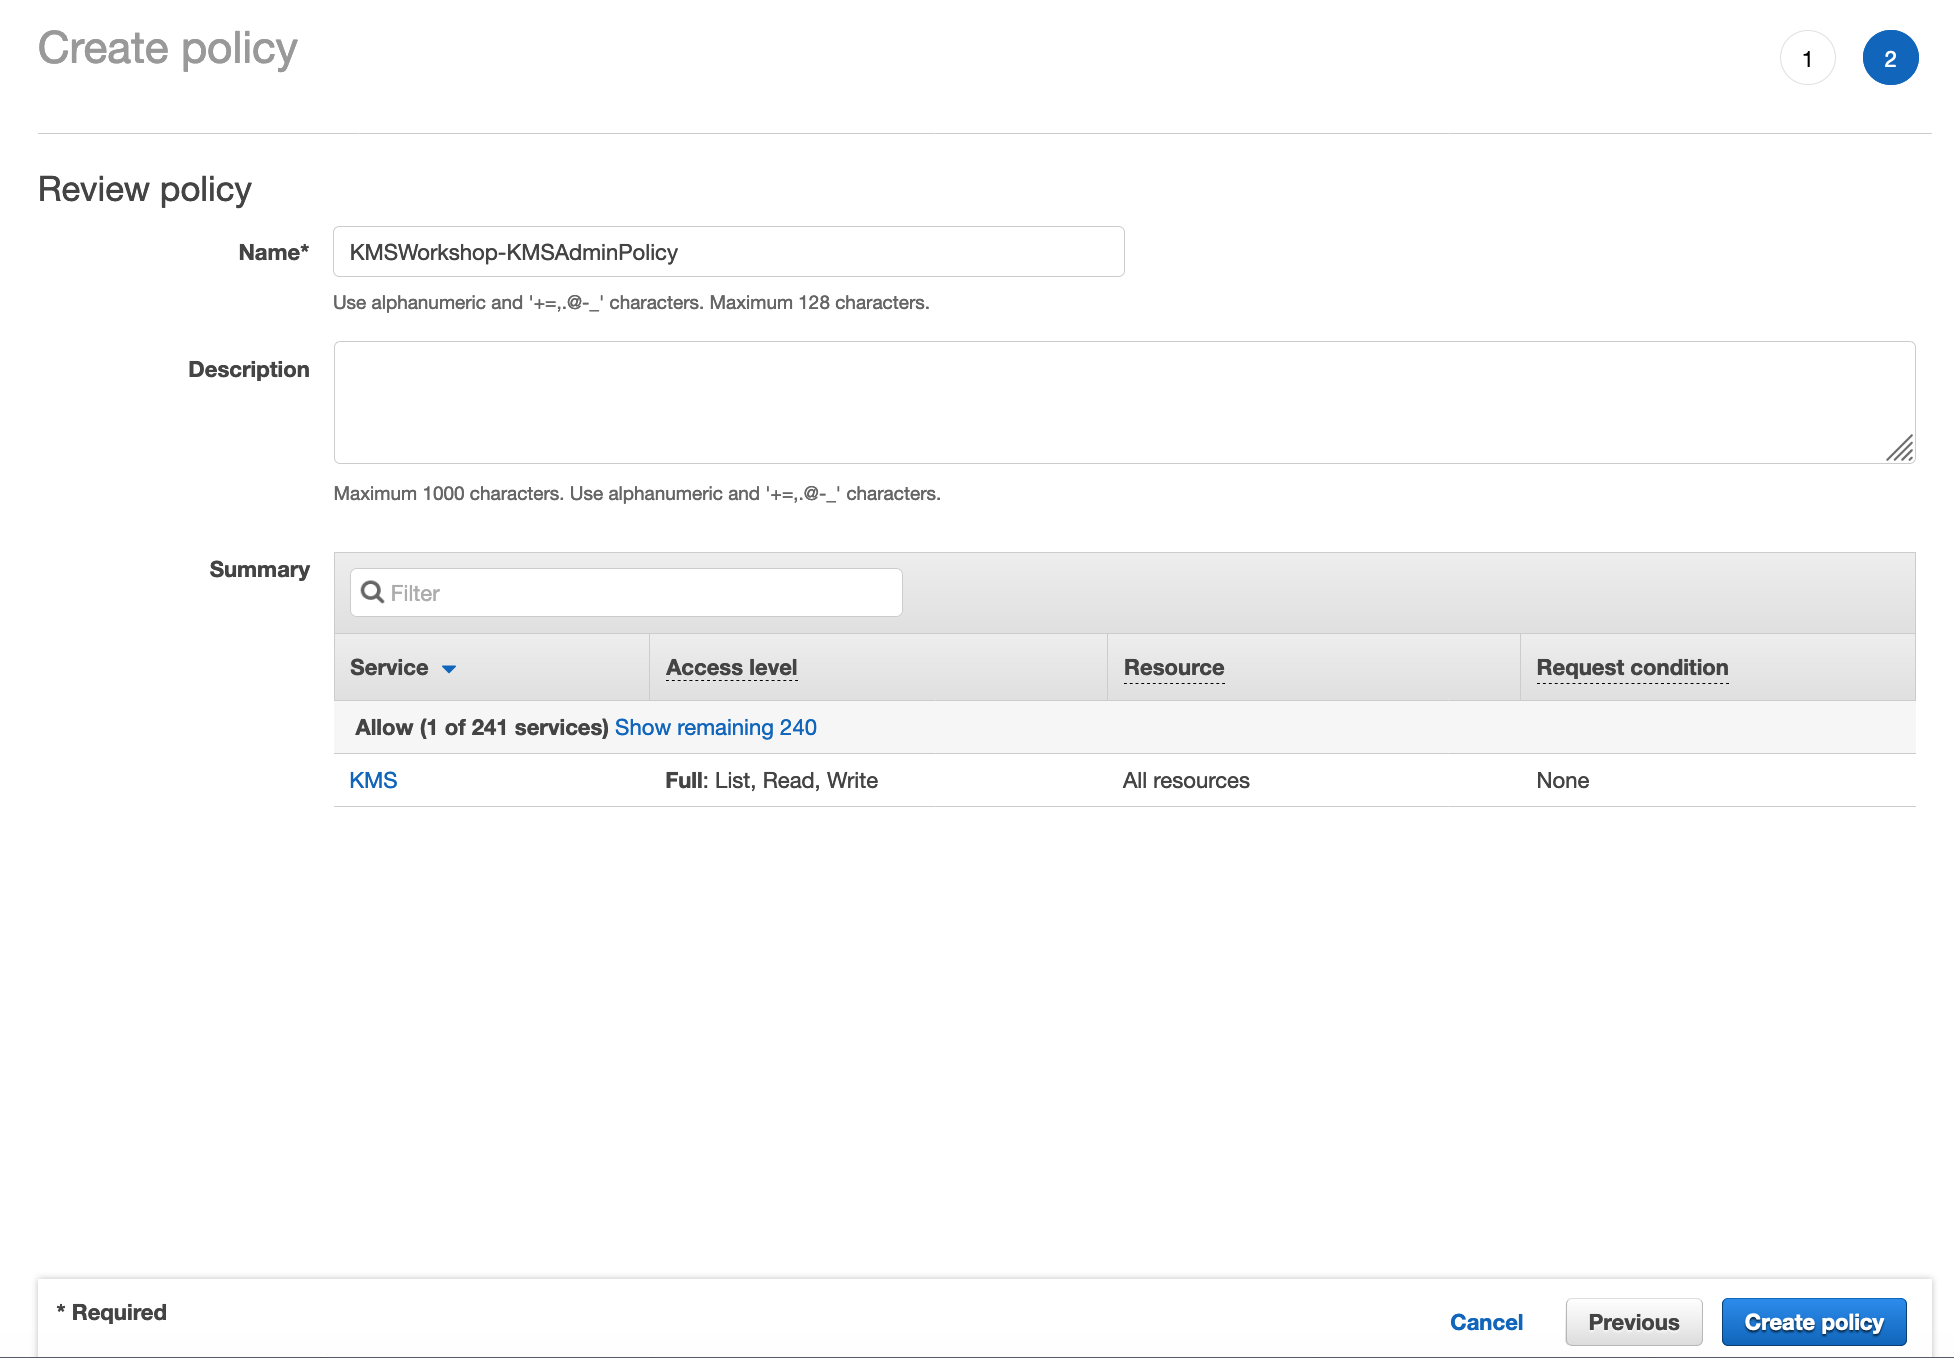 Create policy
1
2
Review policy
Name*
KMSWorkshop-KMSAdminPolicy
Use alphanumeric and '+=,.@-_' characters. Maximum 128 characters.
Description
Maximum 1000 characters. Use alphanumeric and '+=,.@-_' characters.
Summary
Filter
Service Access level Resource Request condition
Allow (1 of 241 services) Show remaining 240
KMS Full: List, Read, Write All resources None
* Required
Cancel Previous Create policy